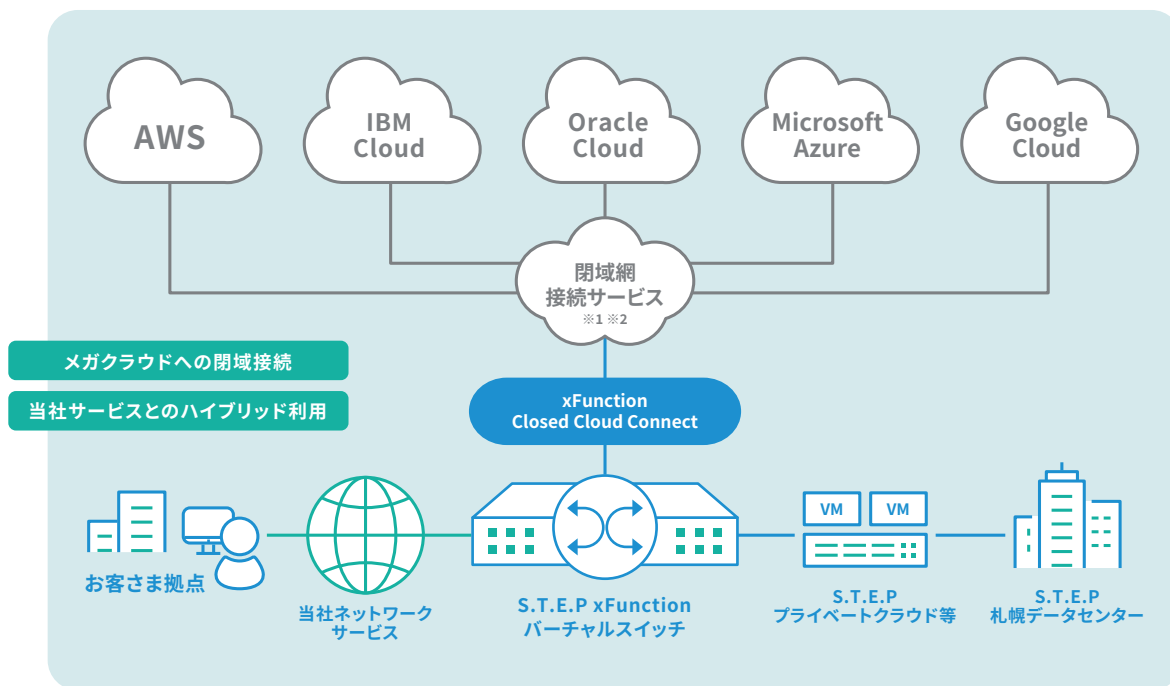 AWS
IBM
Cloud
Oracle
Cloud
Microsoft
Azure
Google
Cloud
閉域網
接続サービス
※1 ※2
メガクラウドへの閉域接続
当社サービスとのハイブリッド利用
xFunction
Closed Cloud Connect
VM
VM
お客さま拠点
当社ネットワーク
サービス
S.T.E.P xFunction
バーチャルスイッチ
S.T.E.P
プライベートクラウド等
S.T.E.P
札幌データセンター